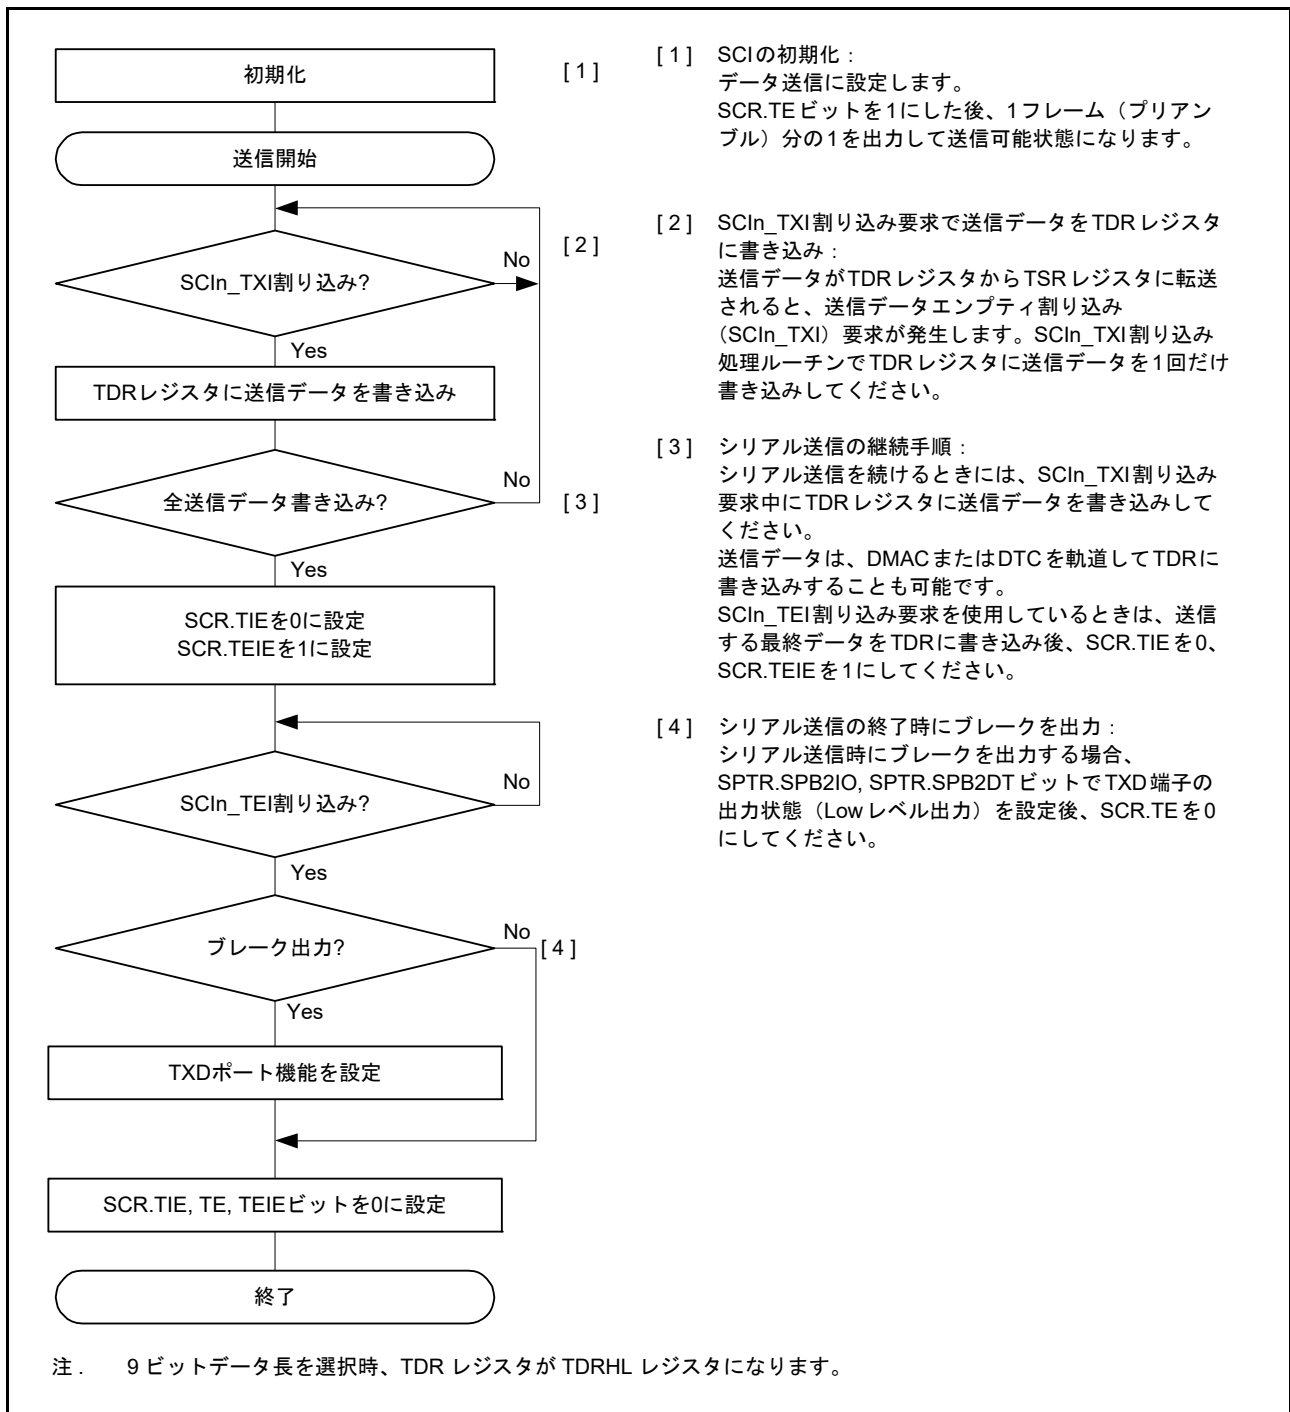 初期化
[ 1 ]
送信開始
SCIn_TXI割り込み?
No
[ 2 ]
Yes
TDRレジスタに送信データを書き込み
全送信データ書き込み?
No
[ 3 ]
Yes
SCR.TIEを0に設定
SCR.TEIEを1に設定
SCIn_TEI割り込み?
No
Yes
ブレーク出力?
No
[ 4 ]
Yes
TXDポート機能を設定
SCR.TIE, TE, TEIEビットを0に設定
終了
[ 1 ] SCIの初期化：
データ送信に設定します。
SCR.TEビットを1にした後、1フレーム（プリアン
ブル）分の1を出力して送信可能状態になります。
[ 2 ] SCIn_TXI割り込み要求で送信データをTDRレジスタ
に書き込み：
送信データがTDRレジスタからTSRレジスタに転送
されると、送信データエンプティ割り込み
（SCIn_TXI）要求が発生します。SCIn_TXI割り込み
処理ルーチンでTDRレジスタに送信データを1回だけ
書き込みしてください。
[ 3 ] シリアル送信の継続手順：
シリアル送信を続けるときには、SCIn_TXI割り込み
要求中にTDRレジスタに送信データを書き込みして
ください。
送信データは、DMACまたはDTCを軌道してTDRに
書き込みすることも可能です。
SCIn_TEI割り込み要求を使用しているときは、送信
する最終データをTDRに書き込み後、SCR.TIEを0、
SCR.TEIEを1にしてください。
[ 4 ] シリアル送信の終了時にブレークを出力：
シリアル送信時にブレークを出力する場合、
SPTR.SPB2IO, SPTR.SPB2DTビットでTXD端子の
出力状態（Lowレベル出力）を設定後、SCR.TEを0
にしてください。
注． 9 ビットデータ長を選択時、TDR レジスタが TDRHL レジスタになります。